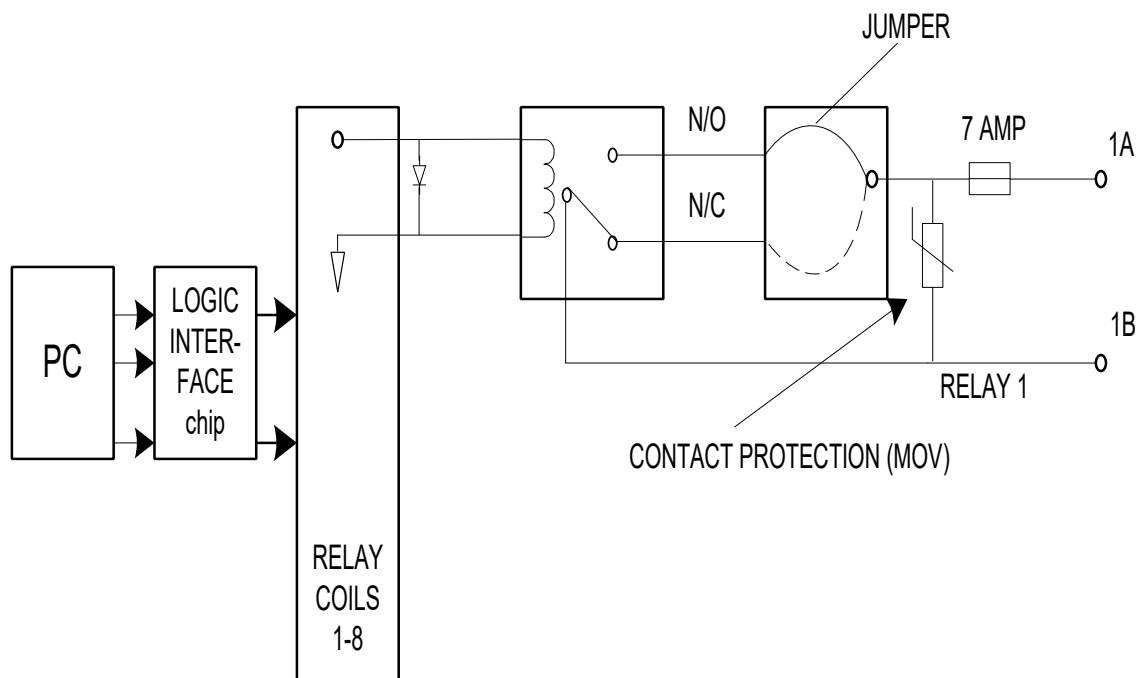 JUMPER
N/O
7 AMP
1A
N/C
PC
LOGIC
INTER-
FACE
chip
1B
RELAY 1
CONTACT PROTECTION (MOV)
RELAY
COILS
1-8